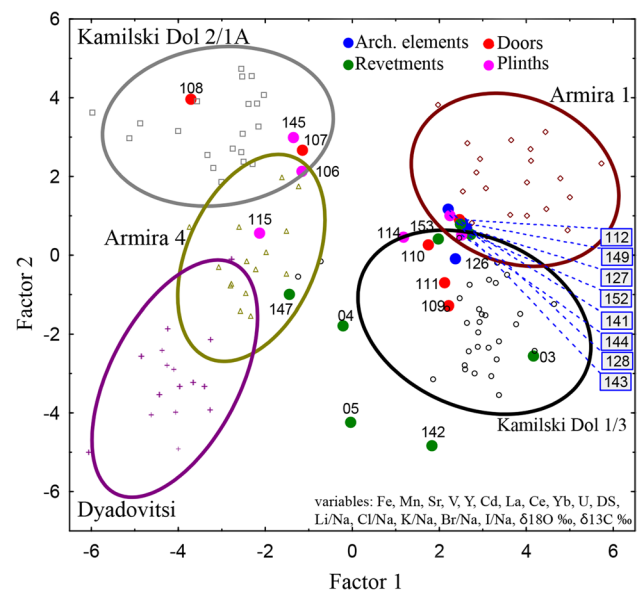 Kamilski Dol 2/1A
Arch. elements
Doors
Revetments
Plinths
Armira 1
108
145
107
106
115
Armira 4
147
114
153
110
126
111
109
04
03
05
142
112
149
127
152
141
144
128
143
Kamilski Dol 1/3
Dyadovitsi
variables: Fe, Mn, Sr, V, Y, Cd, La, Ce, Yb, U, DS,
Li/Na, Cl/Na, K/Na, Br/Na, I/Na, δ18O ‰, δ13C ‰
6
4
2
0
-2
-4
-6
Factor 2
-6
-4
-2
0
2
4
6
Factor 1